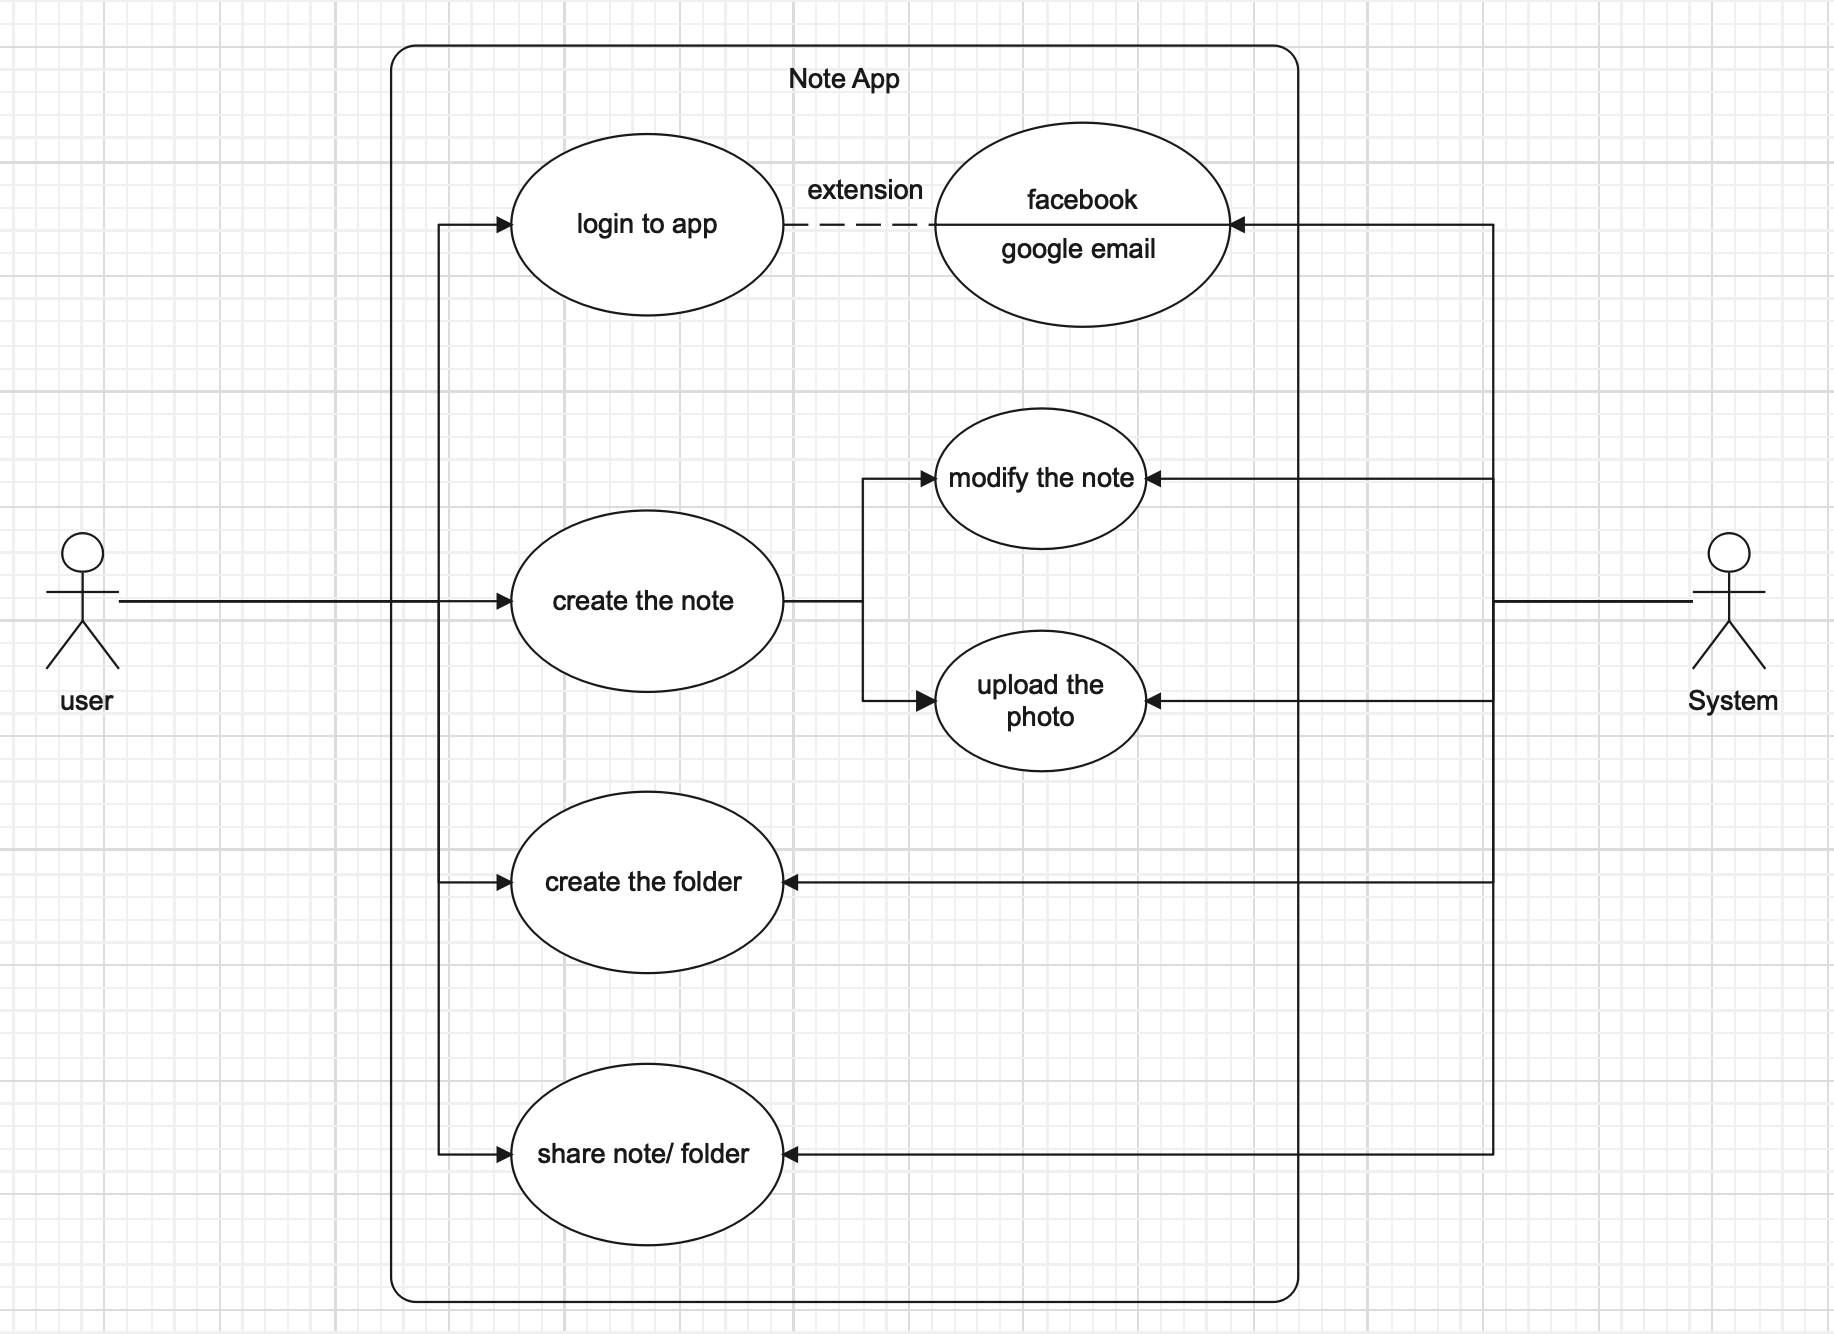 Note App
login to app
extension
facebook
google email
modify the note
create the note
upload the
photo
user
System
create the folder
share note/ folder